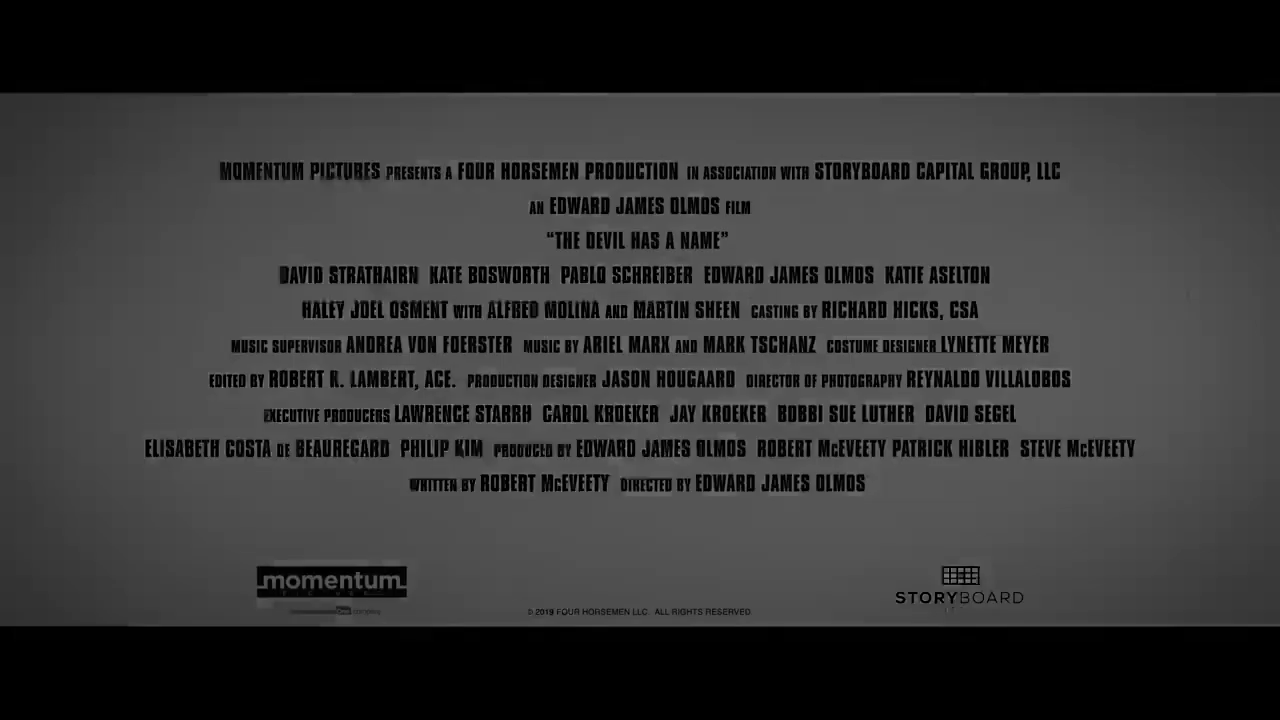 MOMENTUM PICTURES PRESENTS A FOUR HORSEMEN PRODUCTION IN ASSOCIATION WITH STORYBOARD CAPITAL GROUP, LLC
AN EDWARD JAMES OLMOS FILM
“THE DEVIL HAS A NAME”
DAVID STRATHAIRN KATE BOSWORTH PABLO SCHREIBER EDWARD JAMES OLMOS KATIE ASELTON
HALEY JOEL OSMENT WITH ALFRED MOLINA AND MARTIN SHEEN CASTING BY RICHARD HICKS, CSA
MUSIC SUPERVISOR ANDREA VON FOERSTER MUSIC BY ARIEL MARX AND MARK TSCHANZ COSTUME DESIGNER LYNETTE MEYER
EDITED BY ROBERT R. LAMBERT, ACE. PRODUCTION DESIGNER JASON HOUGAARD DIRECTOR OF PHOTOGRAPHY REYNALDO VILLALOBOS
EXECUTIVE PRODUCERS LAWRENCE STARRH CAROL KROEKER JAY KROEKER BOBBI SUE LUTHER DAVID SEGEL
ELISABETH COSTA DE BEAUREGARD PHILIP KIM PRODUCED BY EDWARD JAMES OLMOS ROBERT McEVEETY PATRICK HIBLER STEVE McEVEETY
WRITTEN BY ROBERT McEVEETY DIRECTED BY EDWARD JAMES OLMOS
momentum
company
© 2019 FOUR HORSEMEN LLC. ALL RIGHTS RESERVED
STORYBOARD